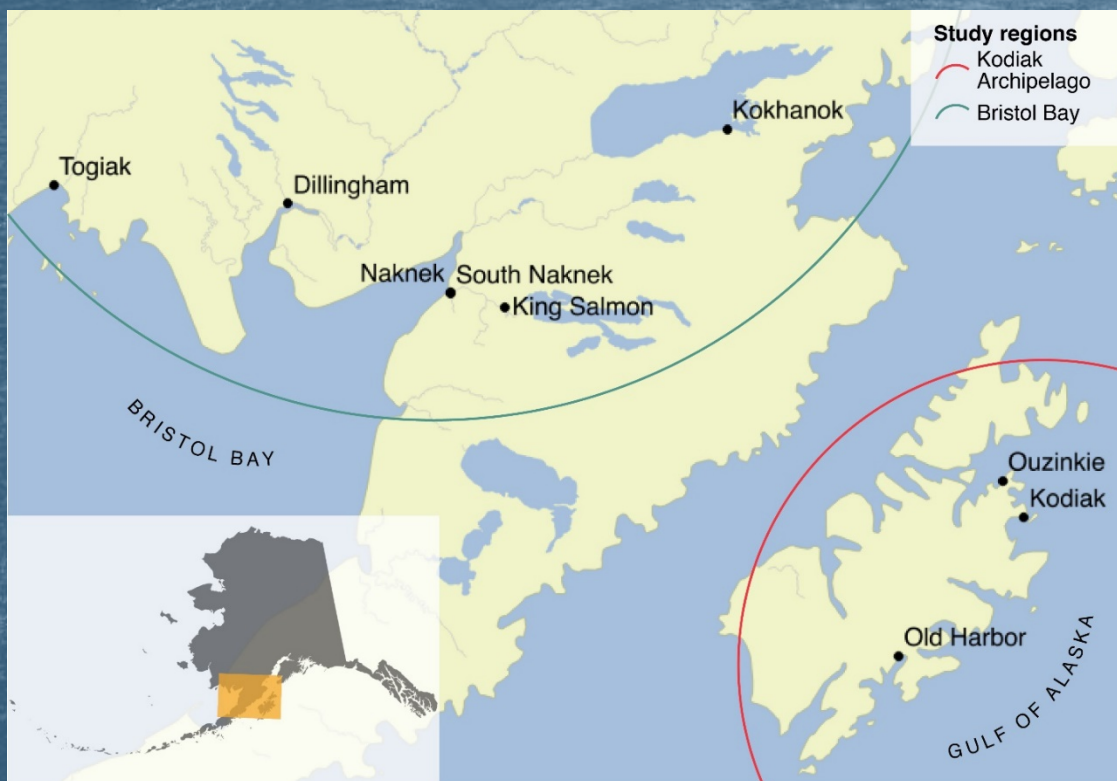 Study regions
Kodiak
Archipelago
Bristol Bay
Kokhanok
Togiak
Dillingham
Naknek
South Naknek
King Salmon
BRISTOL BAY
Ouzinkie
Kodiak
Old Harbor
GULF OF ALASKA